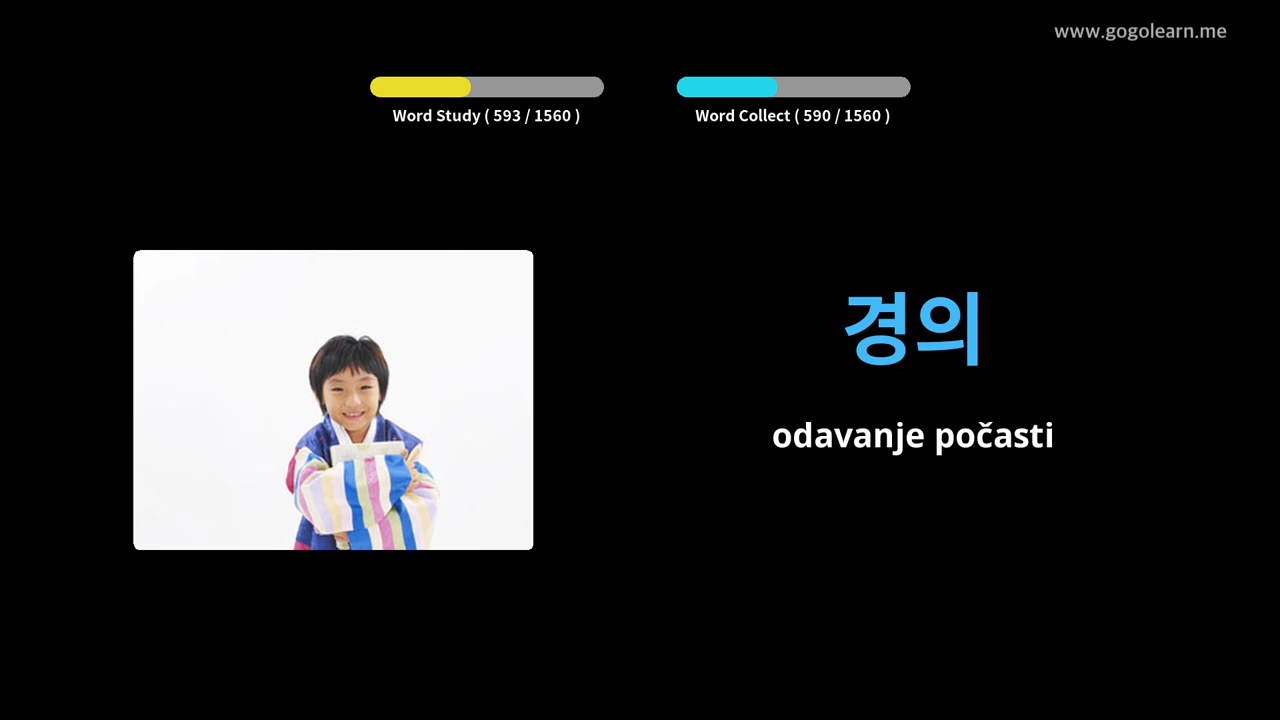 www.gogolearn.me
Word Study ( 593 / 1560 )
Word Collect ( 590 / 1560 )
경의
odavanje počasti